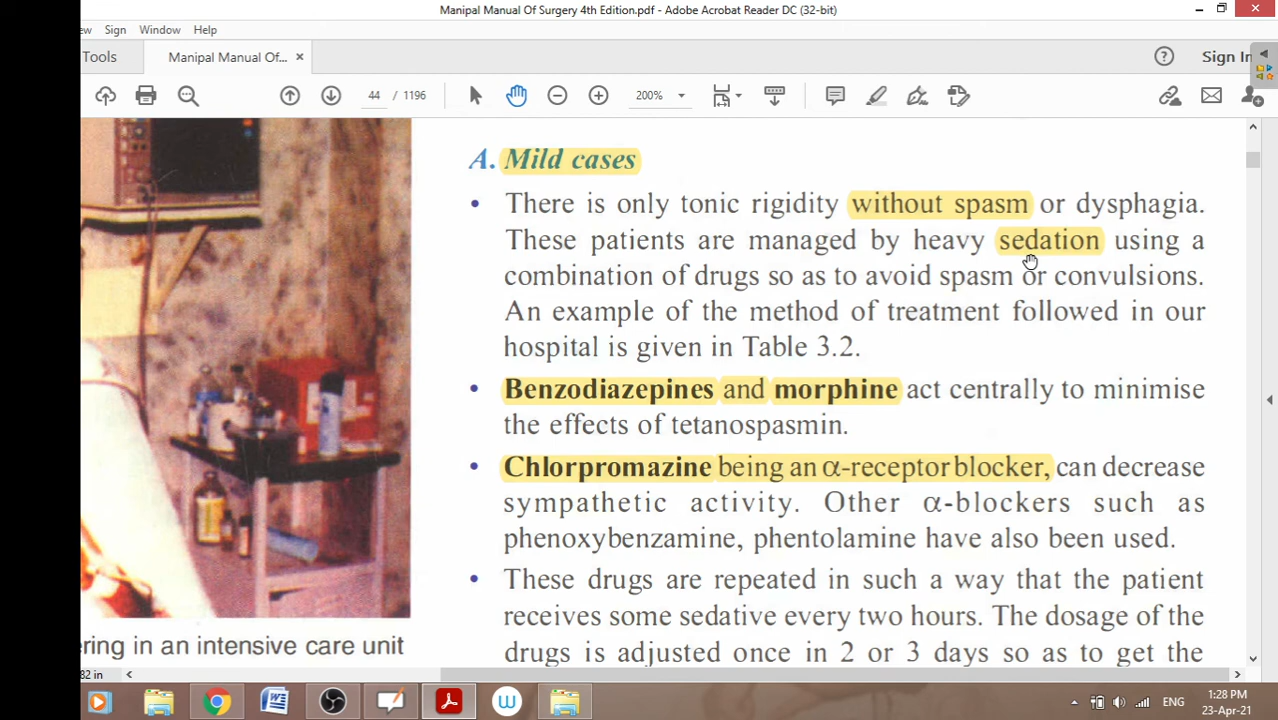 Manipal Manual Of Surgery 4th Edition.pdf - Adobe Acrobat Reader DC (32-bit)
ew Sign Window Help
Tools Manipal Manual Of... × Sign In
44 / 1196 200%
A. Mild cases
• There is only tonic rigidity without spasm or dysphagia.
These patients are managed by heavy sedation using a
combination of drugs so as to avoid spasm or convulsions.
An example of the method of treatment followed in our
hospital is given in Table 3.2.
• Benzodiazepines and morphine act centrally to minimise
the effects of tetanospasmin.
• Chlorpromazine being an α-receptor blocker, can decrease
sympathetic activity. Other α-blockers such as
phenoxybenzamine, phentolamine have also been used.
• These drugs are repeated in such a way that the patient
receives some sedative every two hours. The dosage of the
drugs is adjusted once in 2 or 3 days so as to get the
ering in an intensive care unit
82 in
ENG
1:28 PM
23-Apr-21